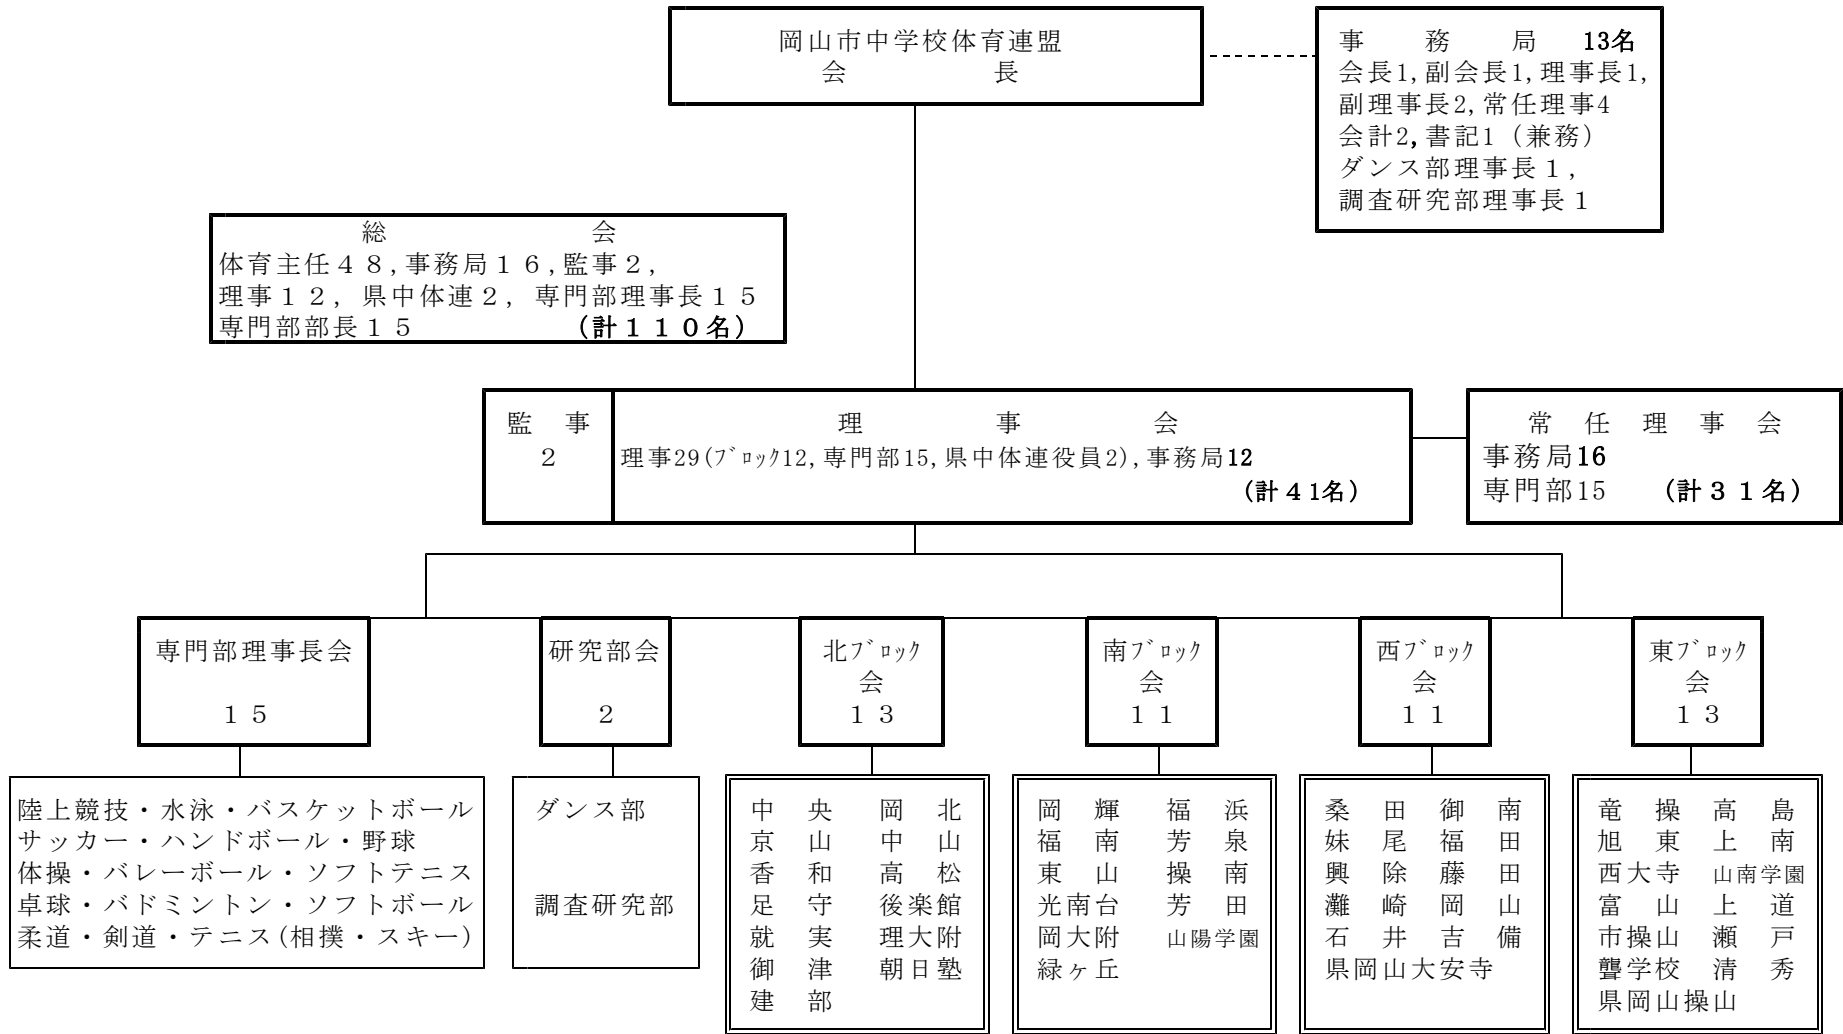 岡山市中学校体育連盟
会　　　長
事　務　局　13名
会長1,副会長1,理事長1,
副理事長2,常任理事4
会計2,書記1（兼務）
ダンス部理事長１,
調査研究部理事長１
総　　　会
体育主任４８,事務局１６,監事２,
理事１２,県中体連２,専門部理事長１５
専門部部長１５　（計１１０名）
監　事
２
理　　事　　会
理事29(ﾌﾞﾛｯｸ12,専門部15,県中体連役員2),事務局12
（計４1名）
常　任　理　事　会
事務局16
専門部15　（計３１名）
専門部理事長会
１５
研究部会
２
北ﾌﾞﾛｯｸ
会
１３
南ﾌﾞﾛｯｸ
会
１１
西ﾌﾞﾛｯｸ
会
１１
東ﾌﾞﾛｯｸ
会
１３
陸上競技・水泳・バスケットボール
サッカー・ハンドボール・野球
体操・バレーボール・ソフトテニス
卓球・バドミントン・ソフトボール
柔道・剣道・テニス(相撲・スキー)
ダンス部
調査研究部
中　央　岡　北
京　山　中　山
香　和　高　松
足　守　後楽館
就　実　理大附
御　津　朝日塾
建　部
岡　輝　福　浜
福　南　芳　泉
東　山　操　南
光南台　芳　田
岡大附　山陽学園
緑ヶ丘
桑　田　御　南
妹　尾　福　田
興　除　藤　田
灘　崎　岡　山
石　井　吉　備
県岡山大安寺
竜　操　高　島
旭　東　上　南
西大寺　山南学園
富　山　上　道
市操山　瀬　戸
聾学校　清　秀
県岡山操山